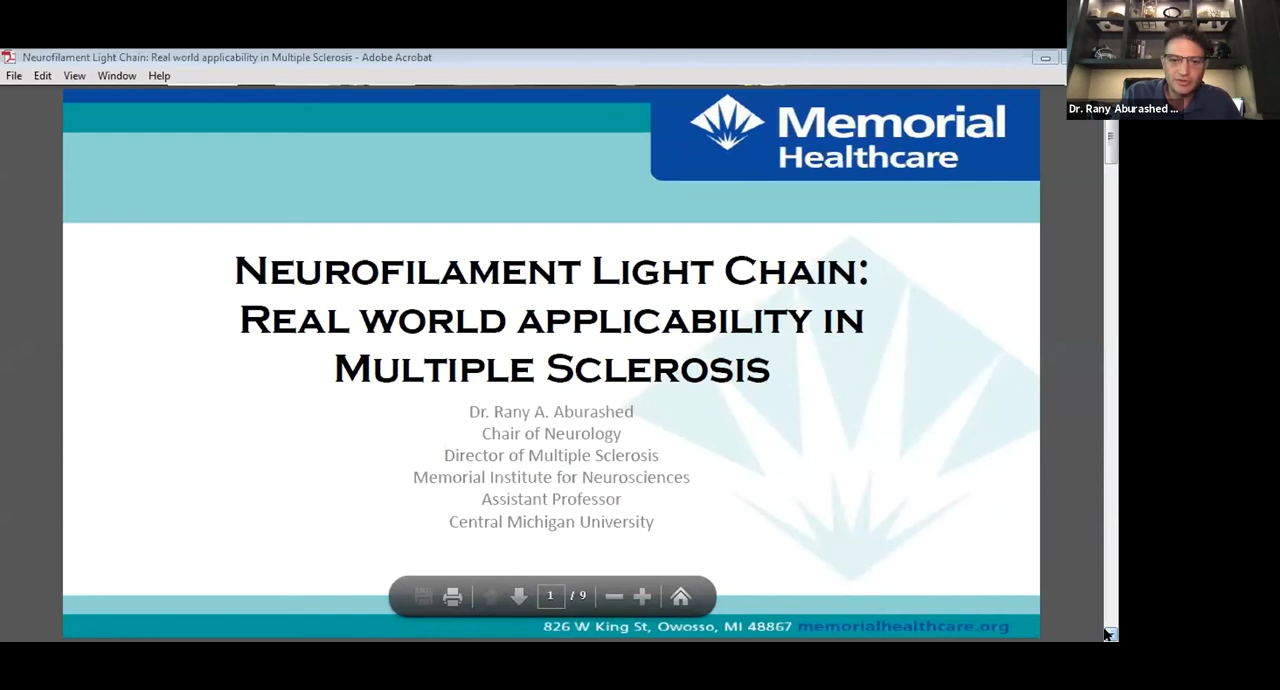 Neurofilament Light Chain: Real world applicability in Multiple Sclerosis - Adobe Acrobat
File Edit View Window Help
Dr. Rany Aburashed ...
Memorial
Healthcare
NEUROFILAMENT LIGHT CHAIN:
REAL WORLD APPLICABILITY IN
MULTIPLE SCLEROSIS
Dr. Rany A. Aburashed
Chair of Neurology
Director of Multiple Sclerosis
Memorial Institute for Neurosciences
Assistant Professor
Central Michigan University
1 / 9
826 W King St, Owosso, MI 48867 memorialhealthcare.org